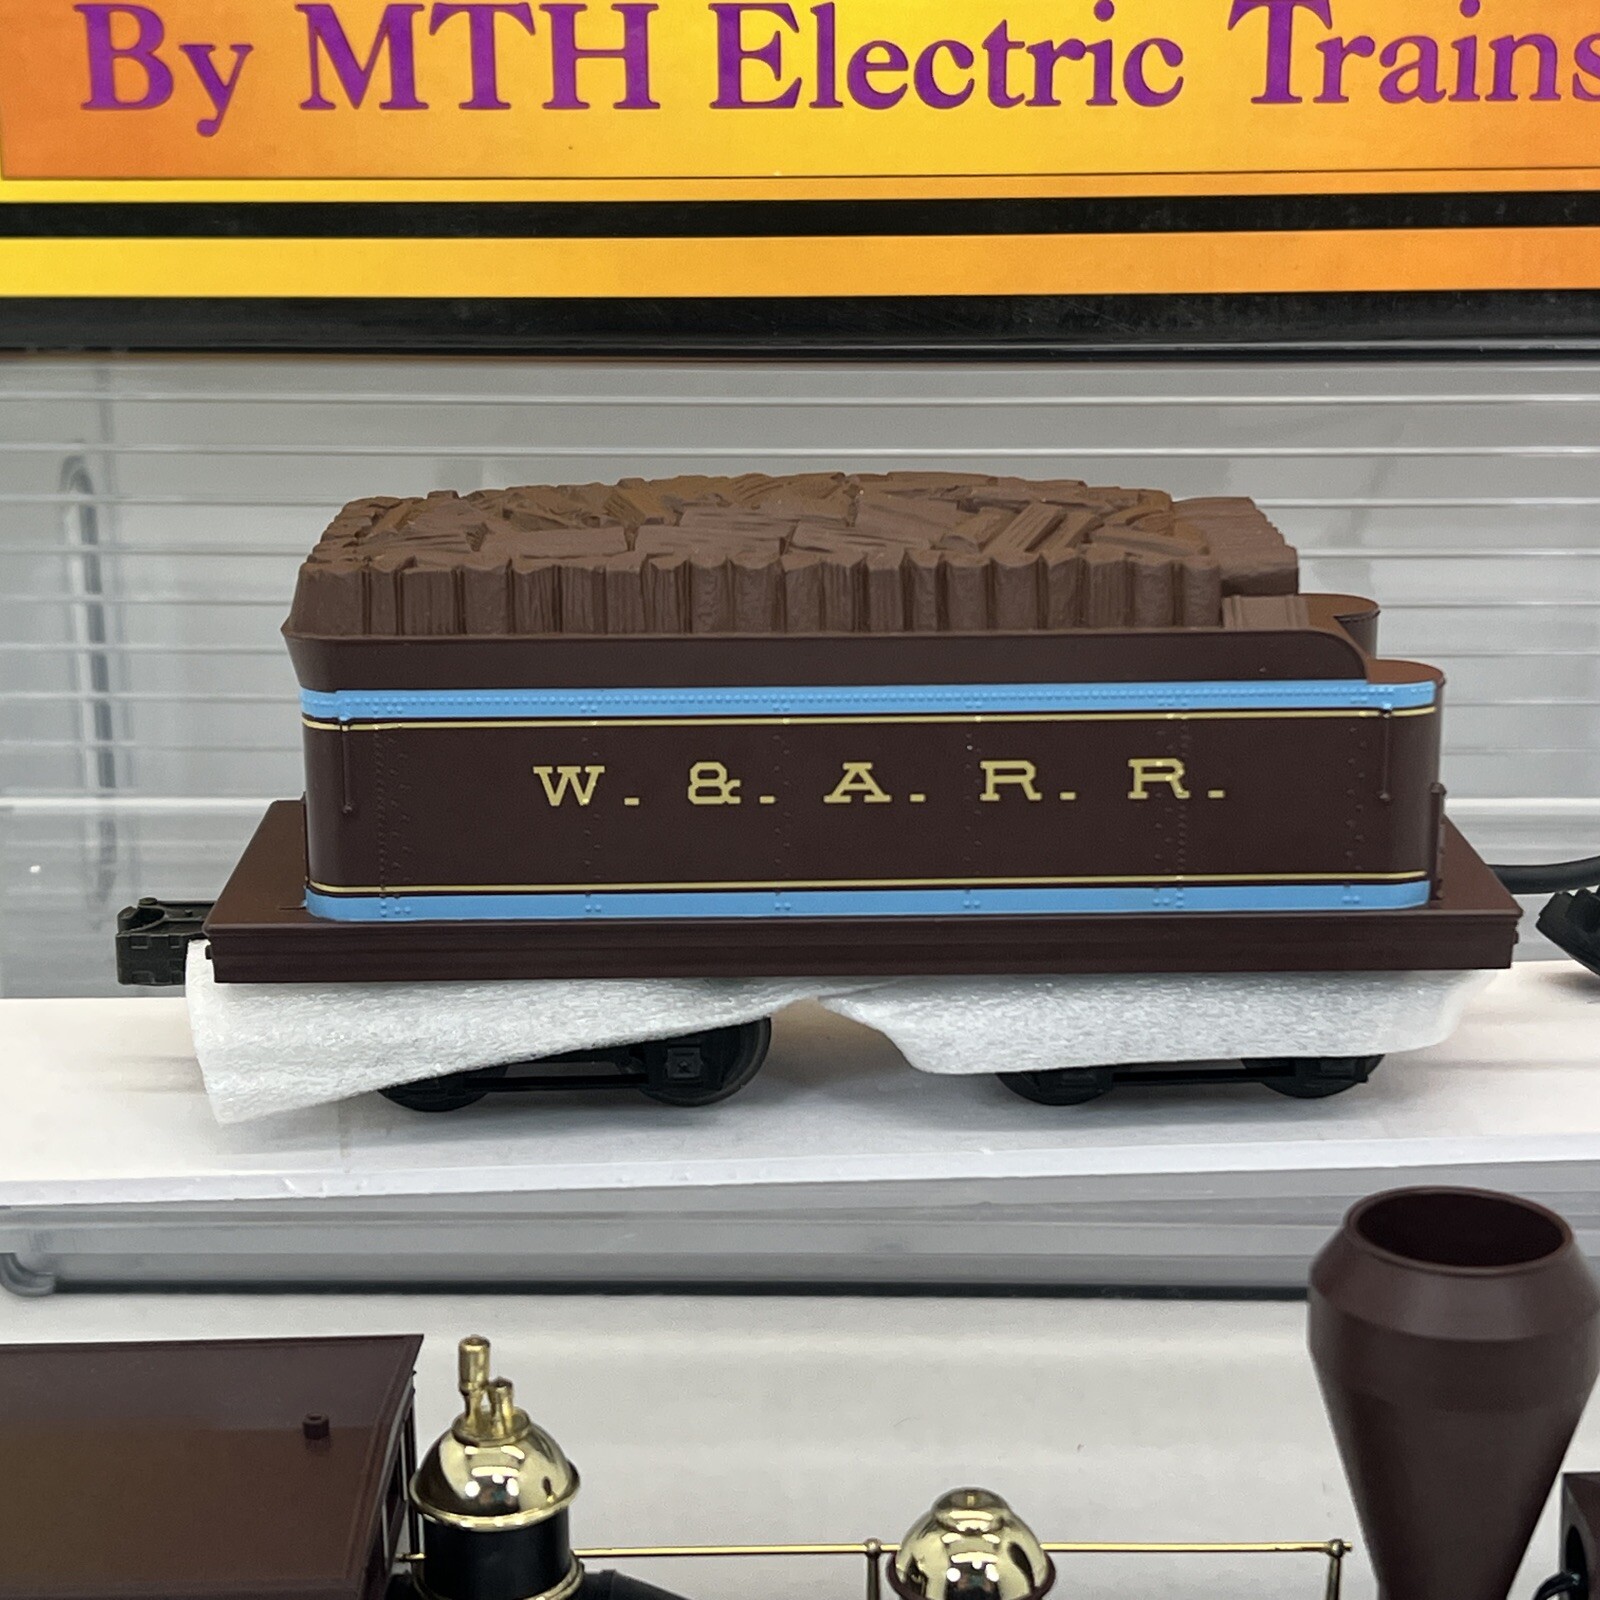 By MTH Electric Trains
W. &. A. R. R.